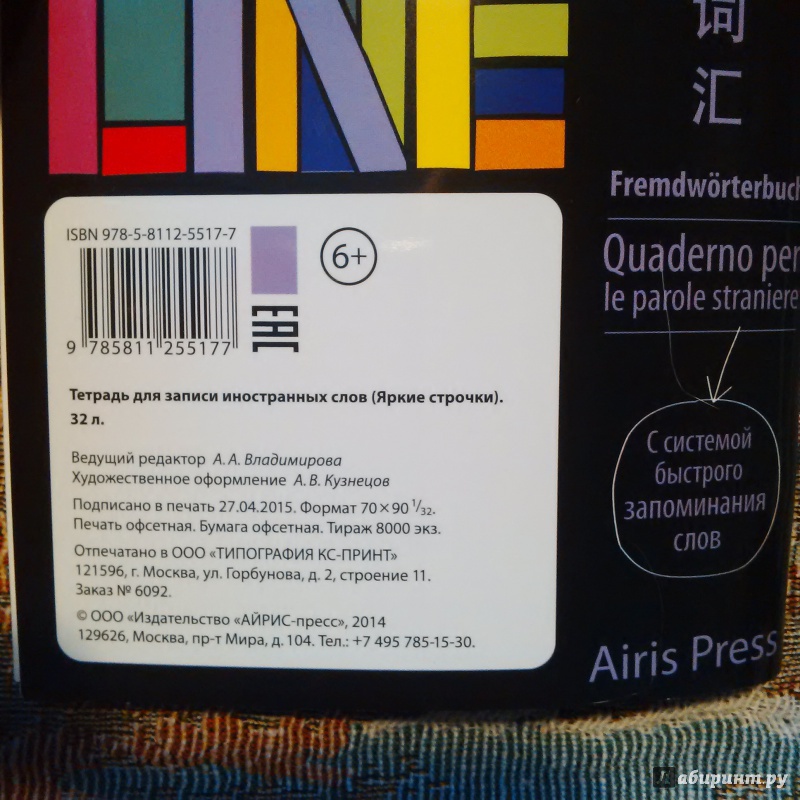 LINE
词
汇
Fremdwörterbuch
Quaderno per
le parole straniere
С системой
быстрого
запоминания
слов
Airis Press
ISBN 978-5-8112-5517-7
6+
EAC
9 785811 255177
Тетрадь для записи иностранных слов (Яркие строчки).
32 л.
Ведущий редактор А. А. Владимирова
Художественное оформление А. В. Кузнецов
Подписано в печать 27.04.2015. Формат 70×90 1/32.
Печать офсетная. Бумага офсетная. Тираж 8000 экз.
Отпечатано в ООО «ТИПОГРАФИЯ КС-ПРИНТ»
121596, г. Москва, ул. Горбунова, д. 2, строение 11.
Заказ № 6092.
© ООО «Издательство «АЙРИС-пресс», 2014
129626, Москва, пр-т Мира, д. 104. Тел.: +7 495 785-15-30.
Лабиринт.ру